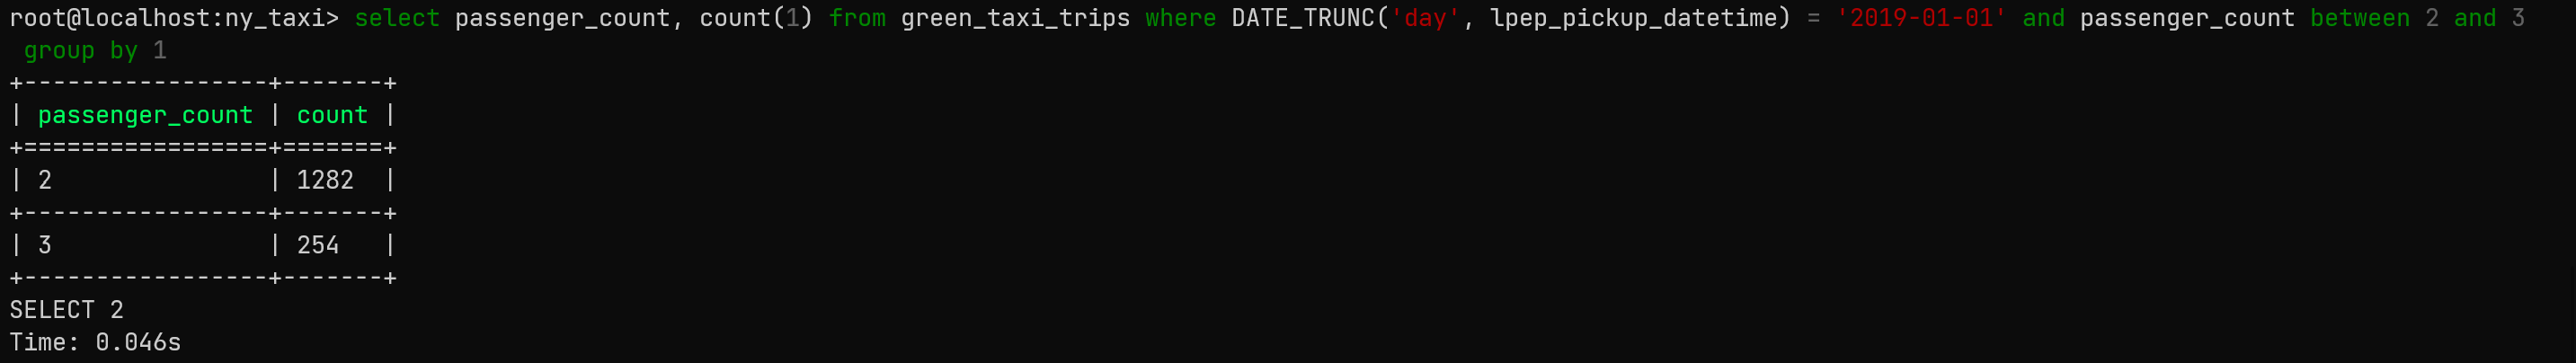 root@localhost:ny_taxi> select passenger_count, count(1) from green_taxi_trips where DATE_TRUNC('day', lpep_pickup_datetime) = '2019-01-01' and passenger_count between 2 and 3
 group by 1
+-----------------+-------+
| passenger_count | count |
+=================+=======+
| 2               | 1282  |
+-----------------+-------+
| 3               | 254   |
+-----------------+-------+
SELECT 2
Time: 0.046s